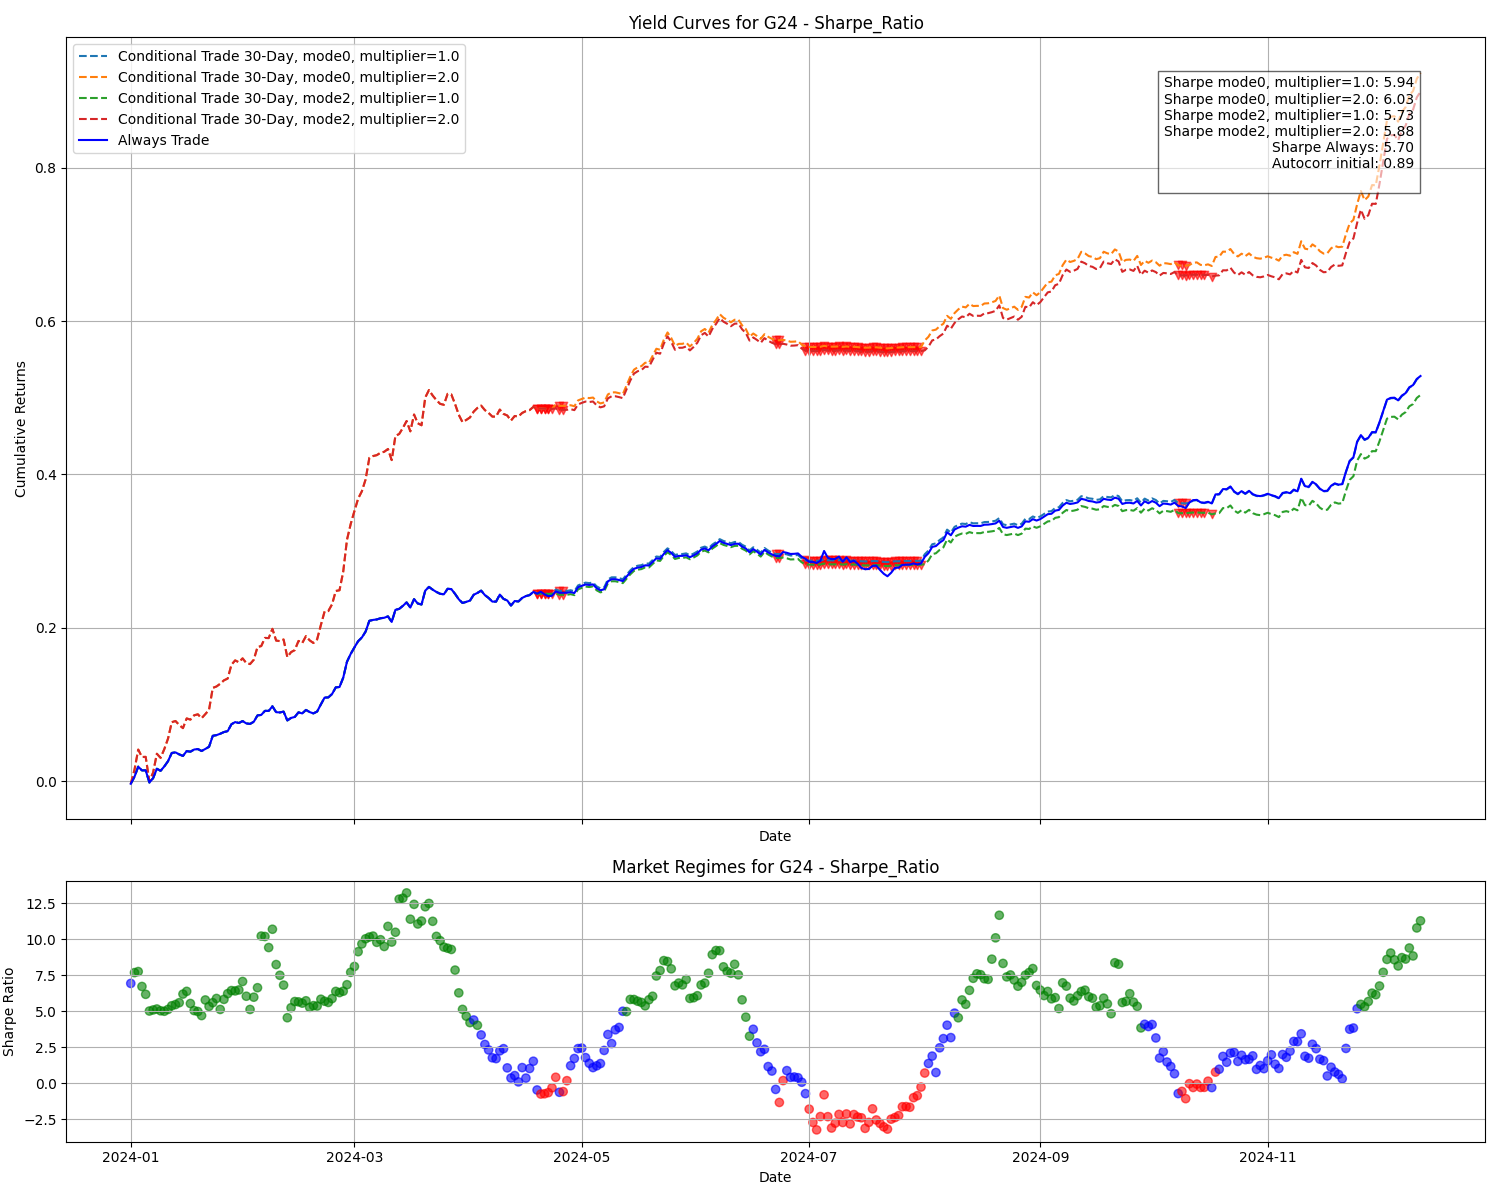 Yield Curves for G24 - Sharpe_Ratio
Conditional Trade 30-Day, mode0, multiplier=1.0
Conditional Trade 30-Day, mode0, multiplier=2.0
Conditional Trade 30-Day, mode2, multiplier=1.0
Conditional Trade 30-Day, mode2, multiplier=2.0
Always Trade
Sharpe mode0, multiplier=1.0: 5.94
Sharpe mode0, multiplier=2.0: 6.03
Sharpe mode2, multiplier=1.0: 5.73
Sharpe mode2, multiplier=2.0: 5.88
Sharpe Always: 5.70
Autocorr initial: 0.89
Cumulative Returns
0.8
0.6
0.4
0.2
0.0
Date
Market Regimes for G24 - Sharpe_Ratio
Sharpe Ratio
12.5
10.0
7.5
5.0
2.5
0.0
−2.5
2024-01 2024-03 2024-05 2024-07 2024-09 2024-11
Date